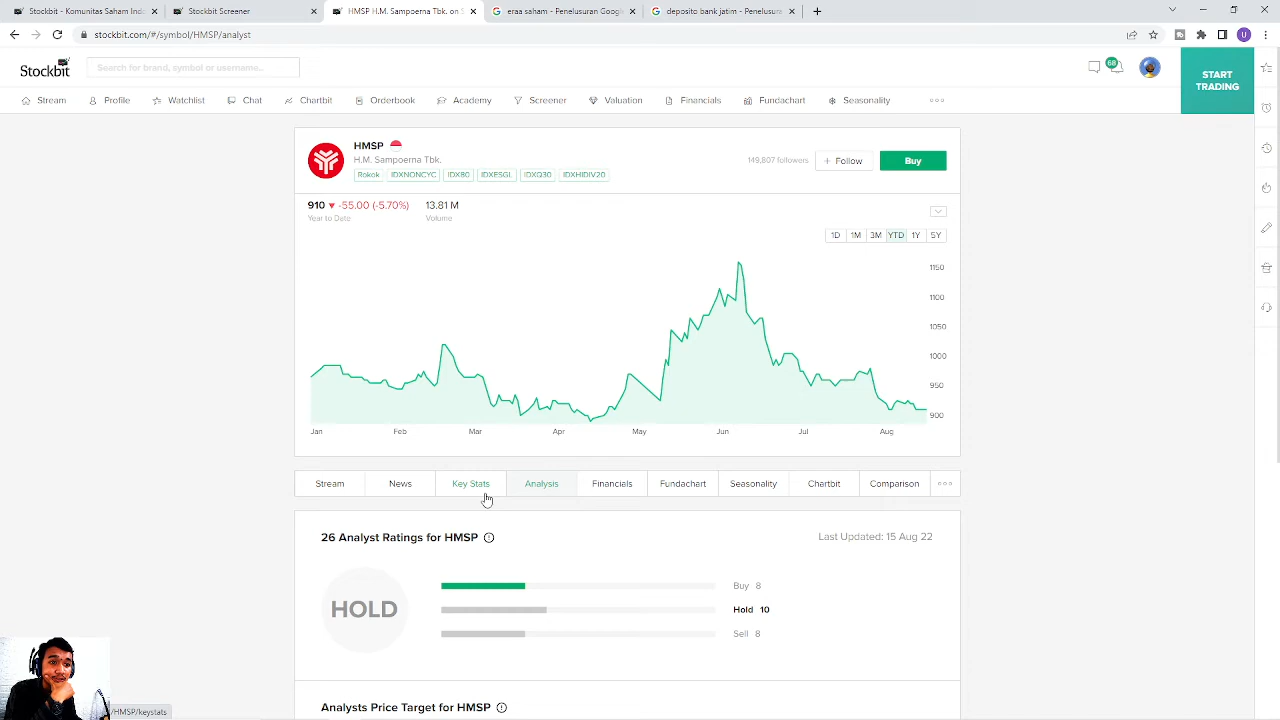 Stockbit - Komunitas Saham Ind
Stockbit Screener
HMSP H.M. Sampoerna Tbk. on S
eraa saham - Penelusuran Google
deposito bank jatim - Penelusura
stockbit.com/#/symbol/HMSP/analyst
U
Stockbit
Search for brand, symbol or username..
68
START
TRADING
Stream
Profile
Watchlist
Chat
Chartbit
Orderbook
Academy
Screener
Valuation
Financials
Fundachart
Seasonality
HMSP
H.M. Sampoerna Tbk.
Rokok IDXNONCYC IDX80 IDXESGL IDXQ30 IDXHIDIV20
149,807 followers
+ Follow
Buy
910 ▼ -55.00 (-5.70%)
Year to Date
13.81 M
Volume
1D 1M 3M YTD 1Y 5Y
1150
1100
1050
1000
950
900
Jan Feb Mar Apr May Jun Jul Aug
Stream News Key Stats Analysis Financials Fundachart Seasonality Chartbit Comparison
26 Analyst Ratings for HMSP
Last Updated: 15 Aug 22
HOLD
Buy 8
Hold 10
Sell 8
Analysts Price Target for HMSP
/HMSP/keystats